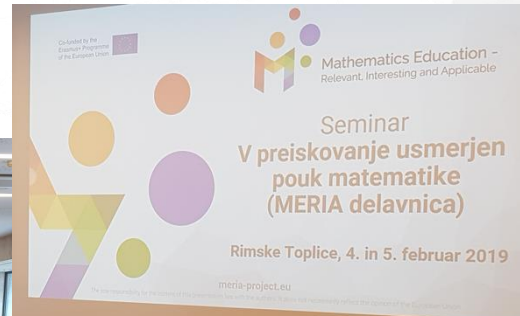 Co-funded by the
Erasmus+ Programme
of the European Union
Mathematics Education –
Relevant, Interesting and Applicable
Seminar
V preiskovanje usmerjen
pouk matematike
(MERIA delavnica)
Rimske Toplice, 4. in 5. februar 2019
meria-project.eu